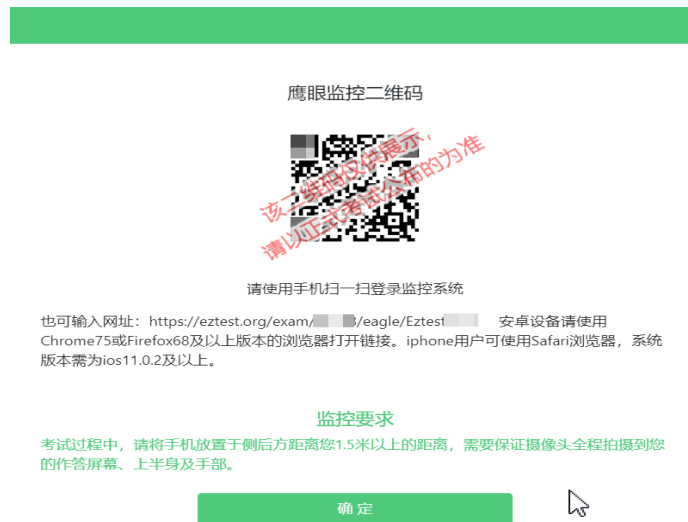 鹰眼监控二维码
该二维码仅供展示，
请以正式考试公布的为准
请使用手机扫一扫登录监控系统
也可输入网址：https://eztest.org/exam/ /eagle/Eztest 安卓设备请使用
Chrome75或Firefox68及以上版本的浏览器打开链接。iphone用户可使用Safari浏览器，系统
版本需为ios11.0.2及以上。
监控要求
考试过程中，请将手机放置于侧后方距离您1.5米以上的距离，需要保证摄像头全程拍摄到您
的作答屏幕、上半身及手部。
确定